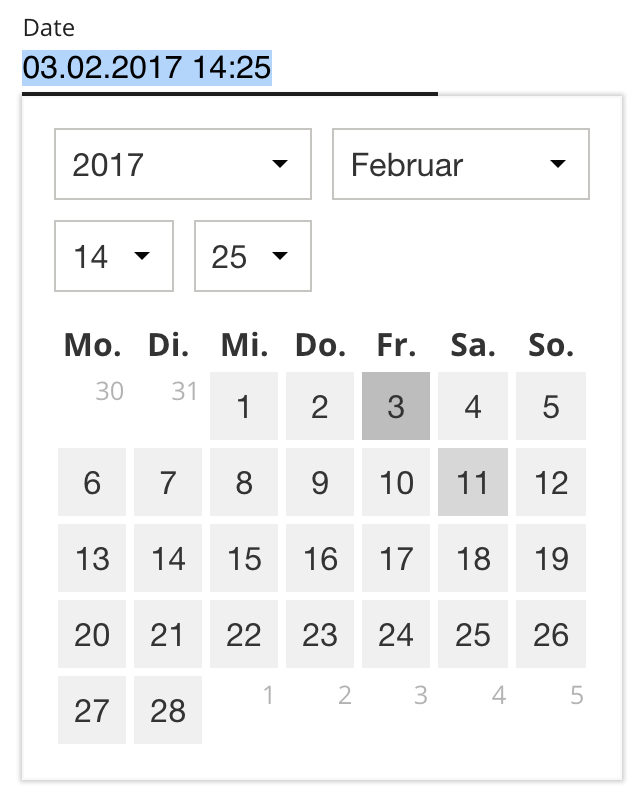 Date
03.02.2017 14:25
2017 Februar
14 25
Mo. Di. Mi. Do. Fr. Sa. So.
30 31 1 2 3 4 5
6 7 8 9 10 11 12
13 14 15 16 17 18 19
20 21 22 23 24 25 26
27 28 1 2 3 4 5